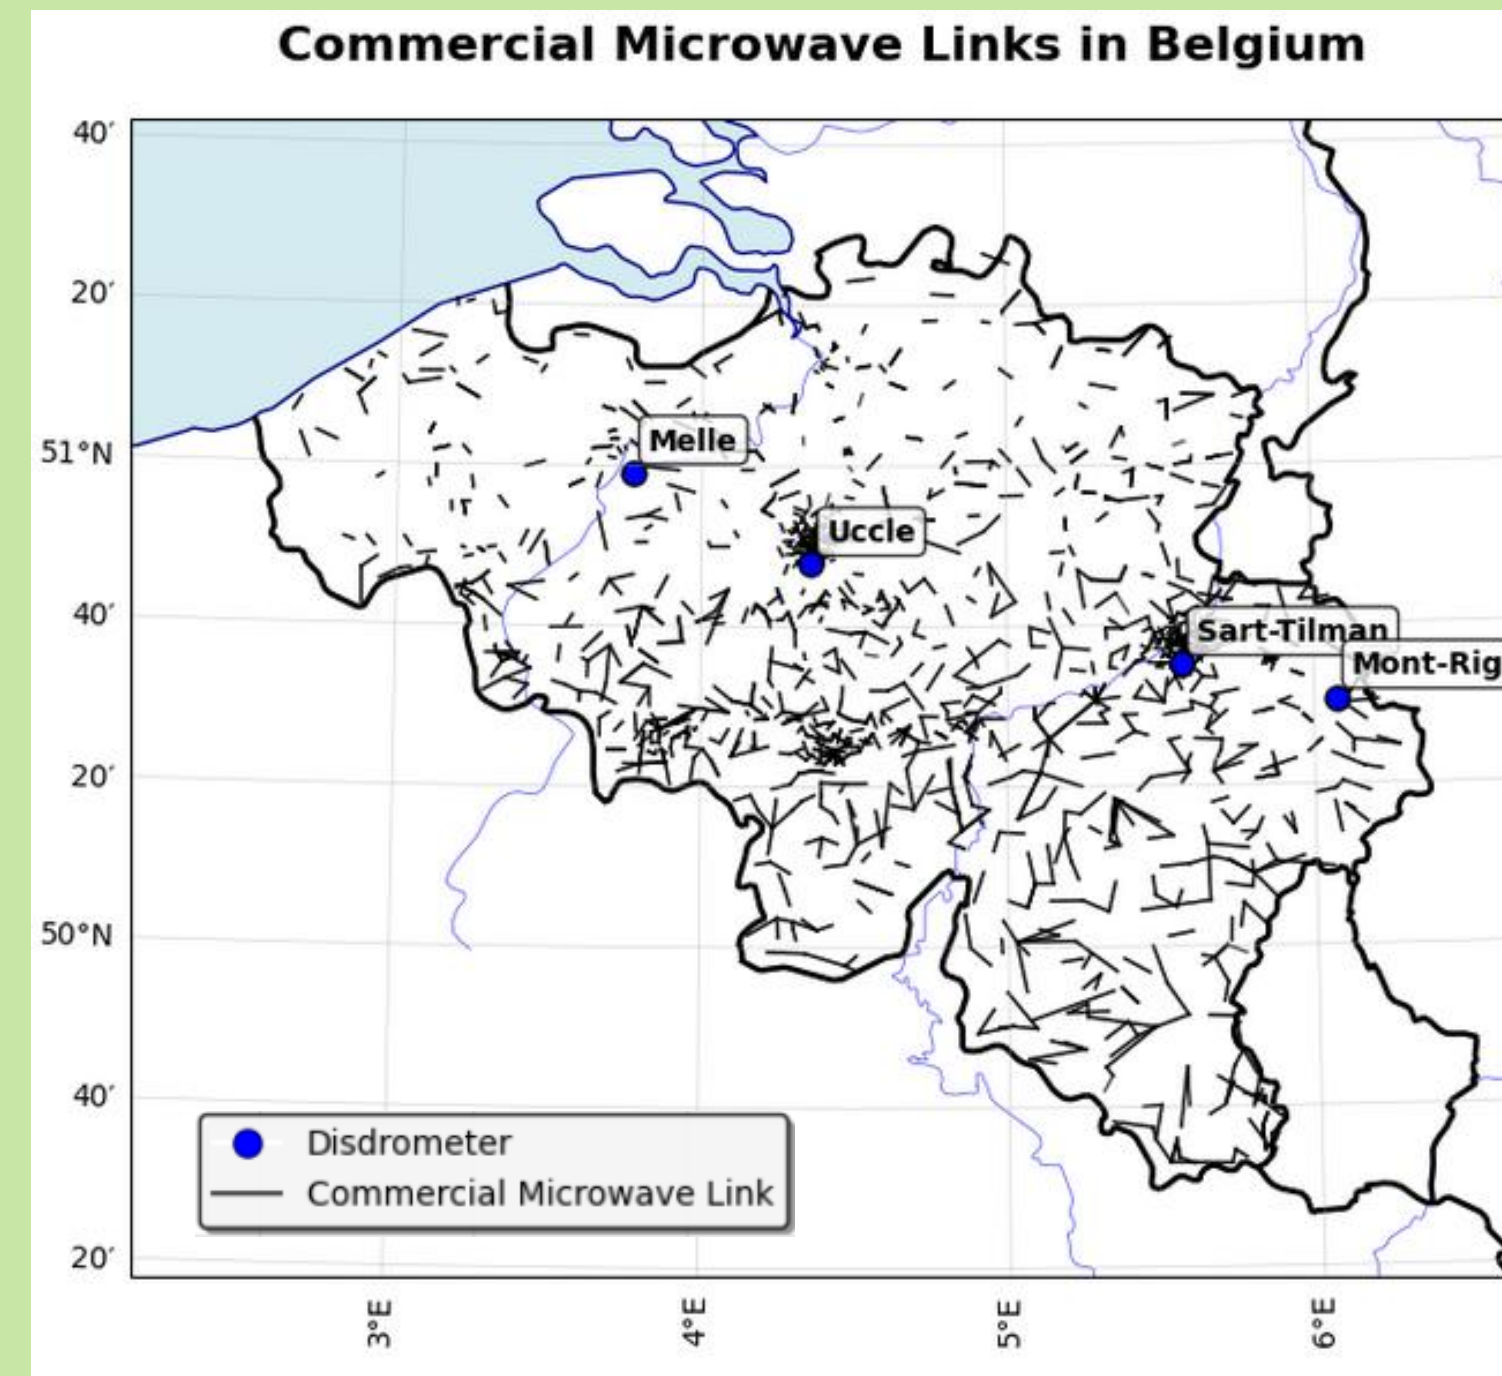 Commercial Microwave Links in Belgium
40′
20′
51°N
40′
20′
50°N
40′
20′
Melle
Uccle
Sart-Tilman
Mont-Rig
Disdrometer
Commercial Microwave Link
3°E
4°E
5°E
6°E